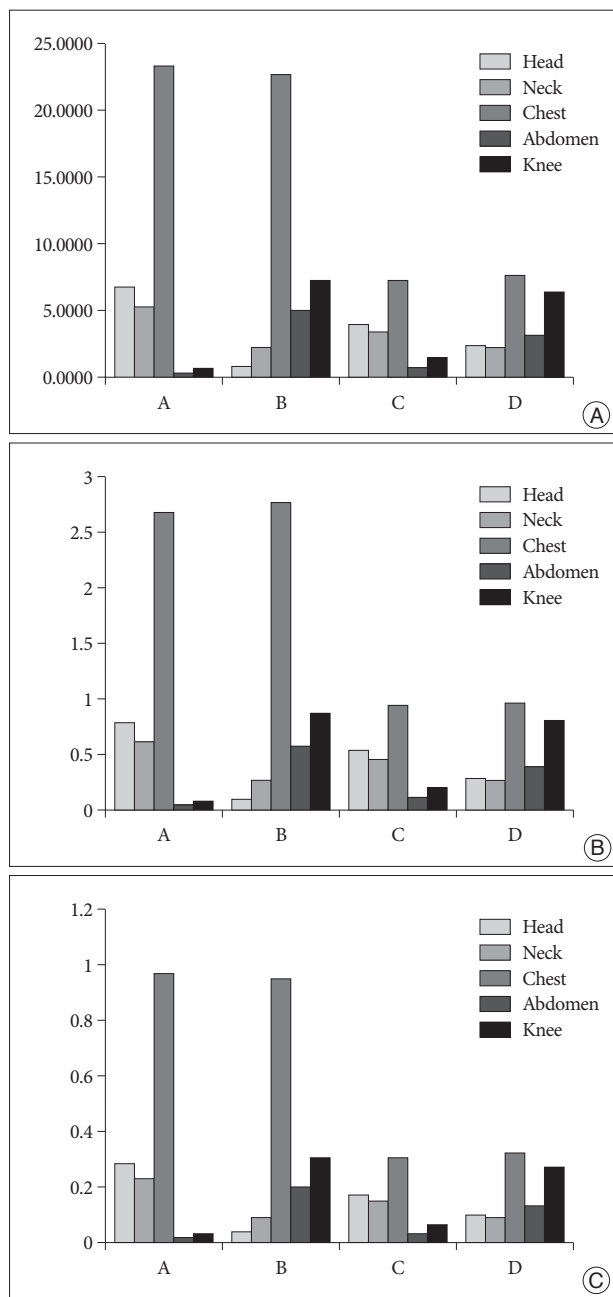 25.0000
20.0000
15.0000
10.0000
5.0000
0.0000
Head
Neck
Chest
Abdomen
Knee
A B C D
A
3
2.5
2
1.5
1
0.5
0
Head
Neck
Chest
Abdomen
Knee
A B C D
B
1.2
1
0.8
0.6
0.4
0.2
0
Head
Neck
Chest
Abdomen
Knee
A B C D
C